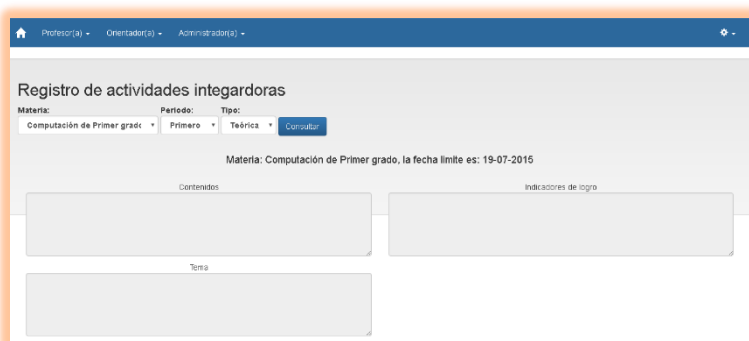 Profesor(a) Orientador(a) Administrador(a)
Registro de actividades integardoras
Materia: Periodo: Tipo:
Computación de Primer grado Primero Teórica Consultar
Materia: Computación de Primer grado, la fecha limite es: 19-07-2015
Contenidos Indicadores de logro
Tema